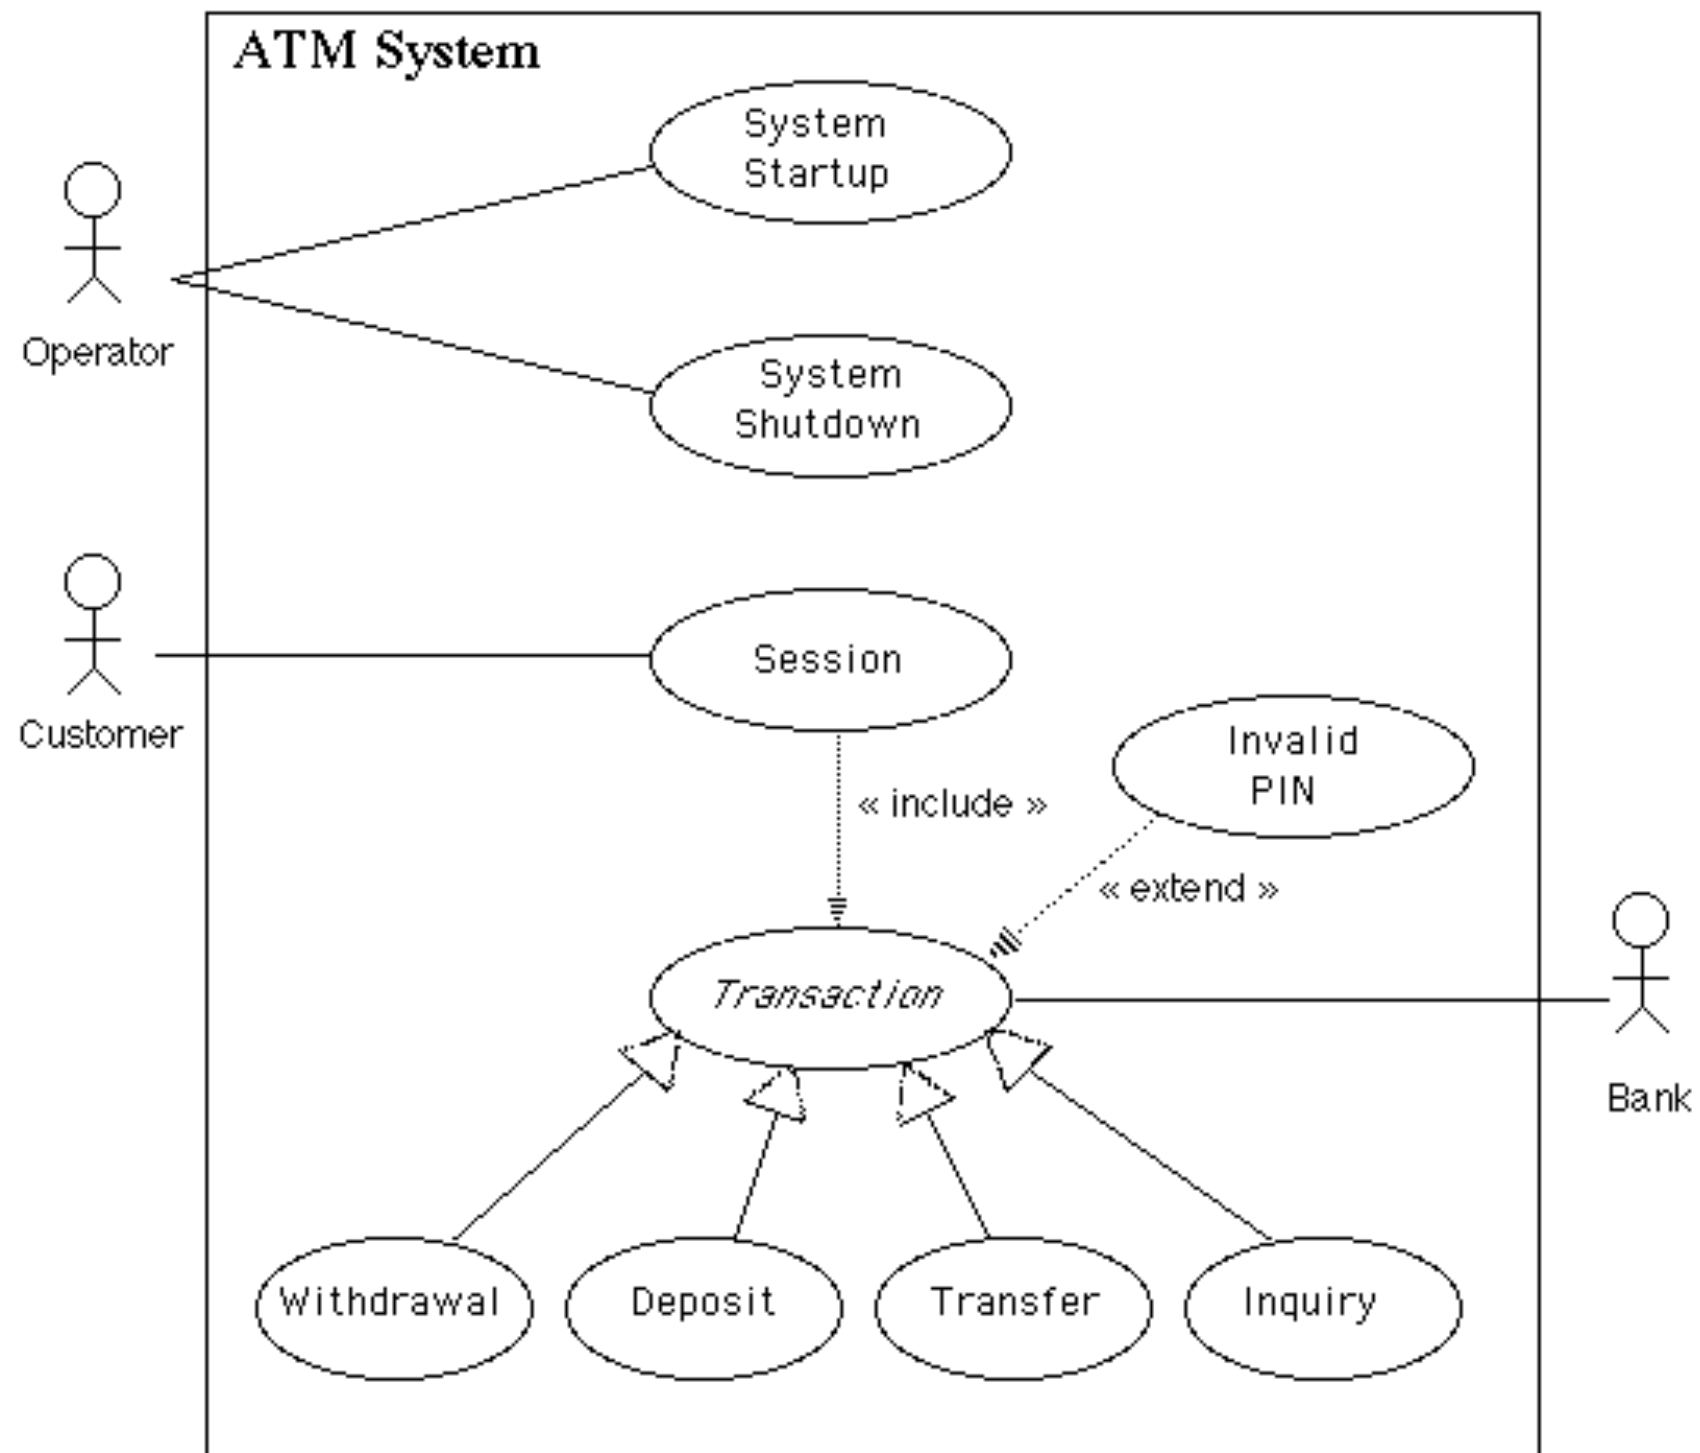 ATM System
System
Startup
Operator
System
Shutdown
Session
Customer
Invalid
PIN
« include »
« extend »
Transaction
Bank
Withdrawal
Deposit
Transfer
Inquiry